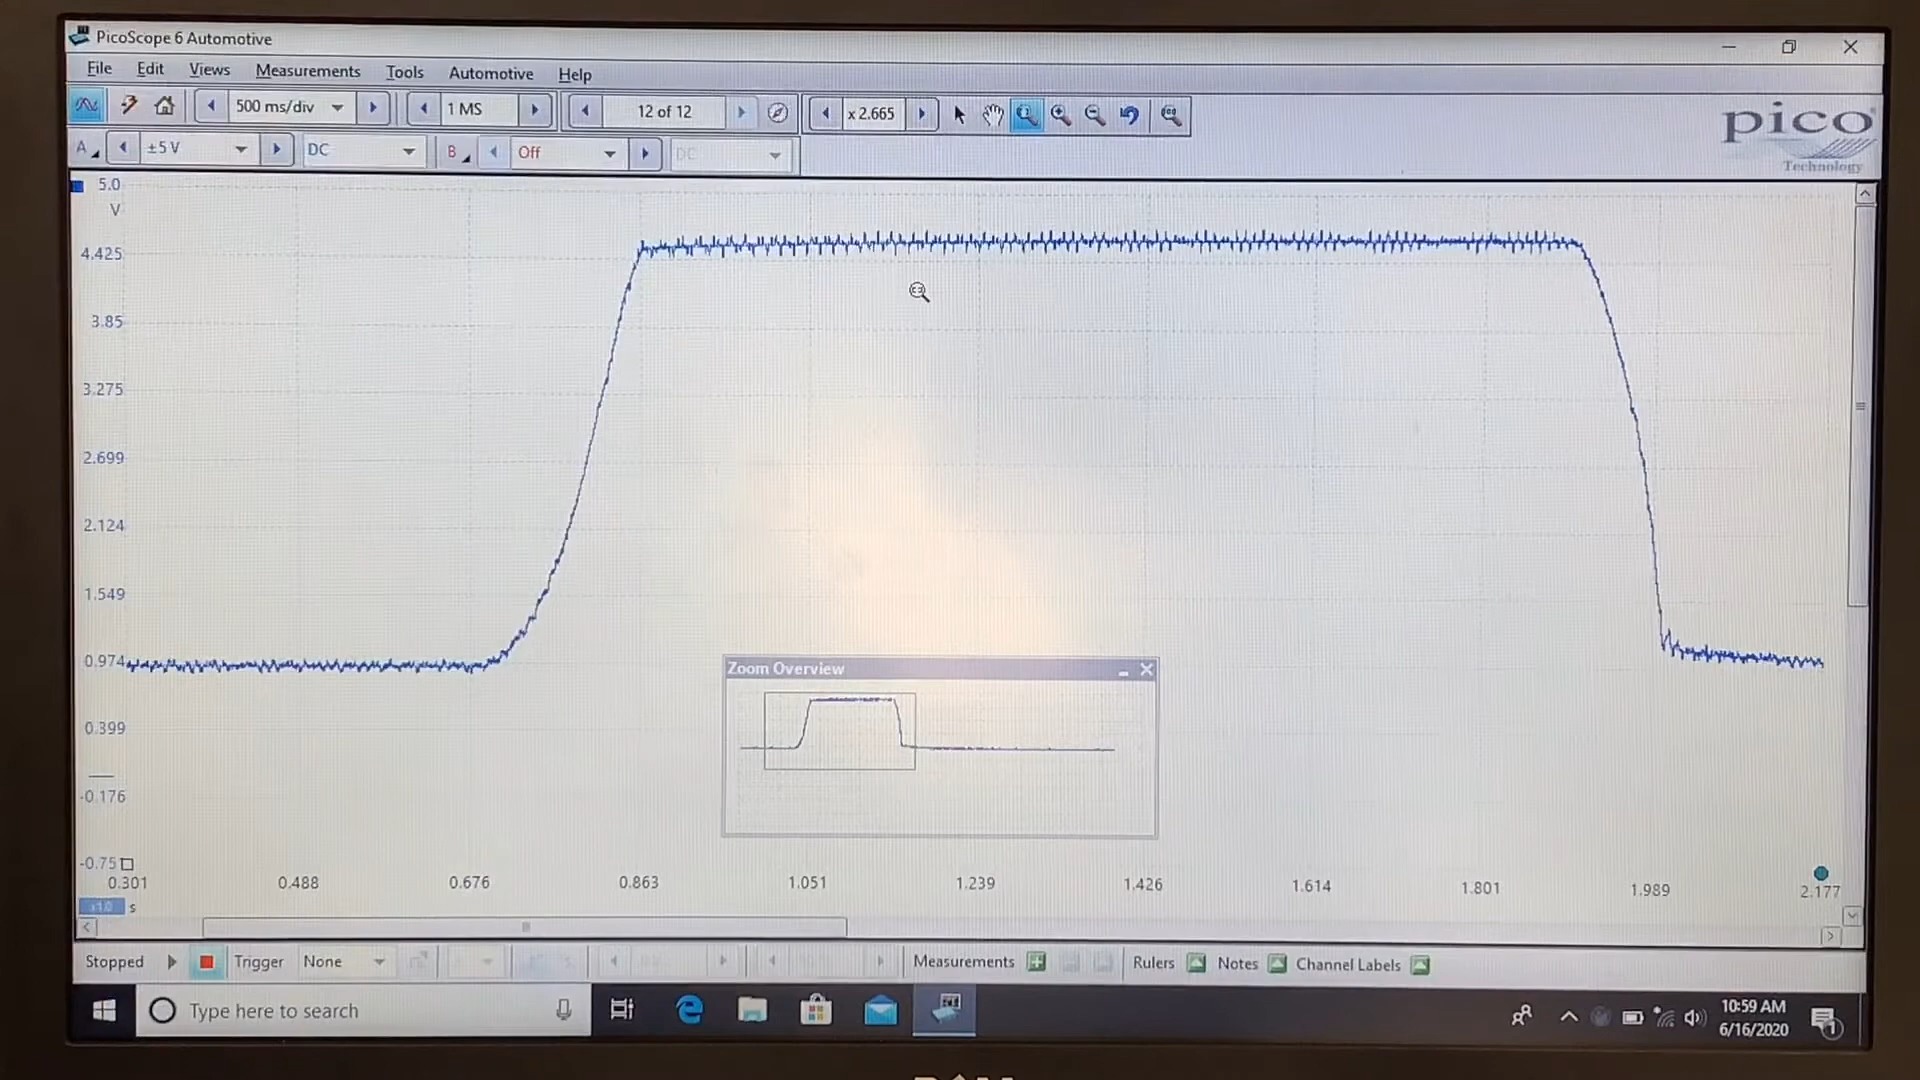 PicoScope 6 Automotive
File Edit Views Measurements Tools Automotive Help
500 ms/div 1 MS 12 of 12 x 2.665
pico
Technology
A ±5 V DC B Off DC
5.0
V
4.425
3.85
3.275
2.699
2.124
1.549
0.974
0.399
-0.176
-0.75
Zoom Overview
0.301 0.488 0.676 0.863 1.051 1.239 1.426 1.614 1.801 1.989 2.177
x1.0 s
Stopped Trigger None Measurements Rulers Notes Channel Labels
Type here to search
10:59 AM
6/16/2020
1